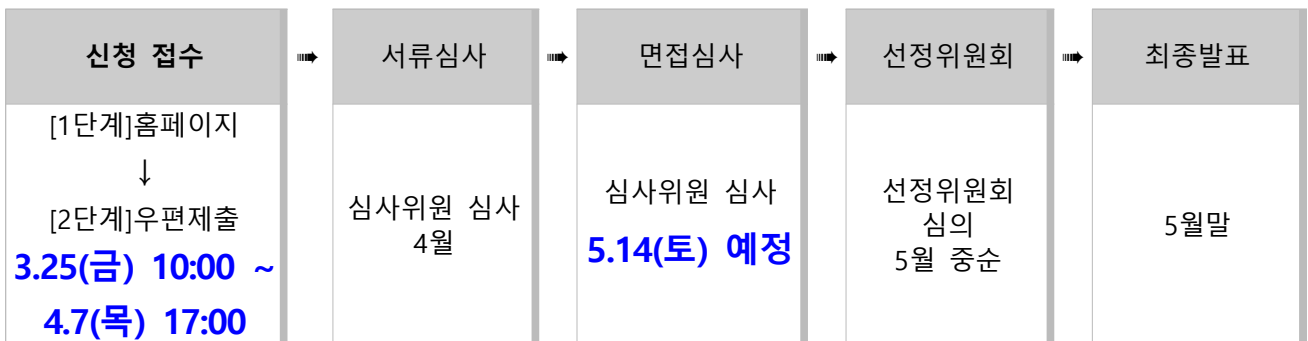 신청 접수
➠
서류심사
➠
면접심사
➠
선정위원회
➠
최종발표
[1단계]홈페이지
↓
[2단계]우편제출
3.25(금) 10:00 ~
4.7(목) 17:00
심사위원 심사
4월
심사위원 심사
5.14(토) 예정
선정위원회
심의
5월 중순
5월말